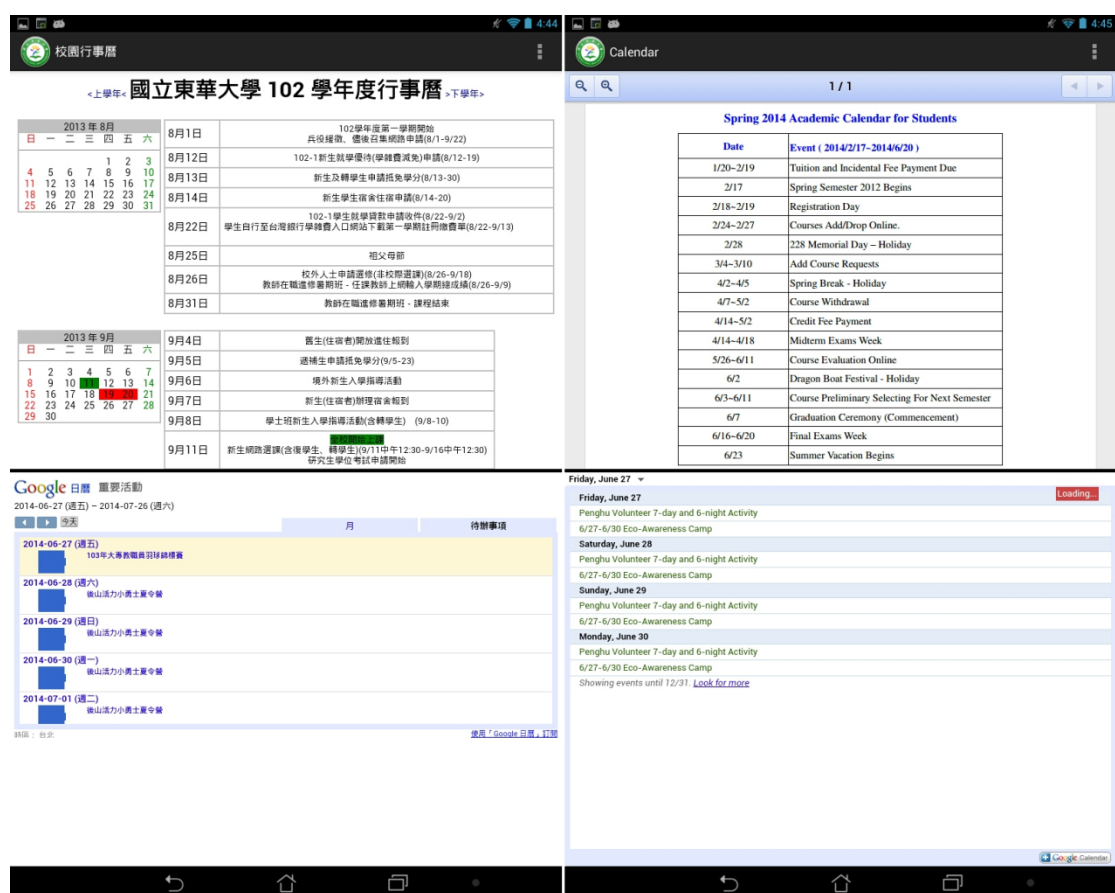 4:44
校園行事曆
<上學年< 國立東華大學 102 學年度行事曆 >下學年>
2013 年 8月
日 一 二 三 四 五 六
1 2 3
4 5 6 7 8 9 10
11 12 13 14 15 16 17
18 19 20 21 22 23 24
25 26 27 28 29 30 31
8月1日
102學年度第一學期開始
兵役緩徵、儘後召集網路申請(8/1-9/22)
8月12日 102-1新生就學優待(學雜費減免)申請(8/12-19)
8月13日 新生及轉學生申請抵免學分(8/13-30)
8月14日 新生學生宿舍住宿申請(8/14-20)
8月22日
102-1學生就學貸款申請收件(8/22-9/2)
學生自行至台灣銀行學雜費入口網站下載第一學期註冊繳費單(8/22-9/13)
8月25日 祖父母節
8月26日
校外人士申請選修(非校際選課)(8/26-9/18)
教師在職進修暑期班 - 任課教師上網輸入學期總成績(8/26-9/9)
8月31日 教師在職進修暑期班 - 課程結束
2013 年 9月
日 一 二 三 四 五 六
1 2 3 4 5 6 7
8 9 10 11 12 13 14
15 16 17 18 19 20 21
22 23 24 25 26 27 28
29 30
9月4日 舊生(住宿者)開放進住報到
9月5日 遞補生申請抵免學分(9/5-23)
9月6日 境外新生入學指導活動
9月7日 新生(住宿者)辦理宿舍報到
9月8日 學士班新生入學指導活動(含轉學生) (9/8-10)
9月11日
全校開始上課
新生網路選課(含復學生、轉學生)(9/11中午12:30-9/16中午12:30)
研究生學位考試申請開始
Google 日曆 重要活動
2014-06-27 (週五) – 2014-07-26 (週六)
今天
月 待辦事項
2014-06-27 (週五)
103年大專教職員羽球錦標賽
2014-06-28 (週六)
後山活力小勇士夏令營
2014-06-29 (週日)
後山活力小勇士夏令營
2014-06-30 (週一)
後山活力小勇士夏令營
2014-07-01 (週二)
後山活力小勇士夏令營
時區：台北 使用「Google 日曆」訂閱
4:45
Calendar
1 / 1
Spring 2014 Academic Calendar for Students
Date Event ( 2014/2/17~2014/6/20 )
1/20~2/19 Tuition and Incidental Fee Payment Due
2/17 Spring Semester 2012 Begins
2/18~2/19 Registration Day
2/24~2/27 Courses Add/Drop Online.
2/28 228 Memorial Day – Holiday
3/4~3/10 Add Course Requests
4/2~4/5 Spring Break - Holiday
4/7~5/2 Course Withdrawal
4/14~5/2 Credit Fee Payment
4/14~4/18 Midterm Exams Week
5/26~6/11 Course Evaluation Online
6/2 Dragon Boat Festival - Holiday
6/3~6/11 Course Preliminary Selecting For Next Semester
6/7 Graduation Ceremony (Commencement)
6/16~6/20 Final Exams Week
6/23 Summer Vacation Begins
Friday, June 27
Loading...
Friday, June 27
Penghu Volunteer 7-day and 6-night Activity
6/27-6/30 Eco-Awareness Camp
Saturday, June 28
Penghu Volunteer 7-day and 6-night Activity
6/27-6/30 Eco-Awareness Camp
Sunday, June 29
Penghu Volunteer 7-day and 6-night Activity
6/27-6/30 Eco-Awareness Camp
Monday, June 30
Penghu Volunteer 7-day and 6-night Activity
6/27-6/30 Eco-Awareness Camp
Showing events until 12/31. Look for more
Google Calendar